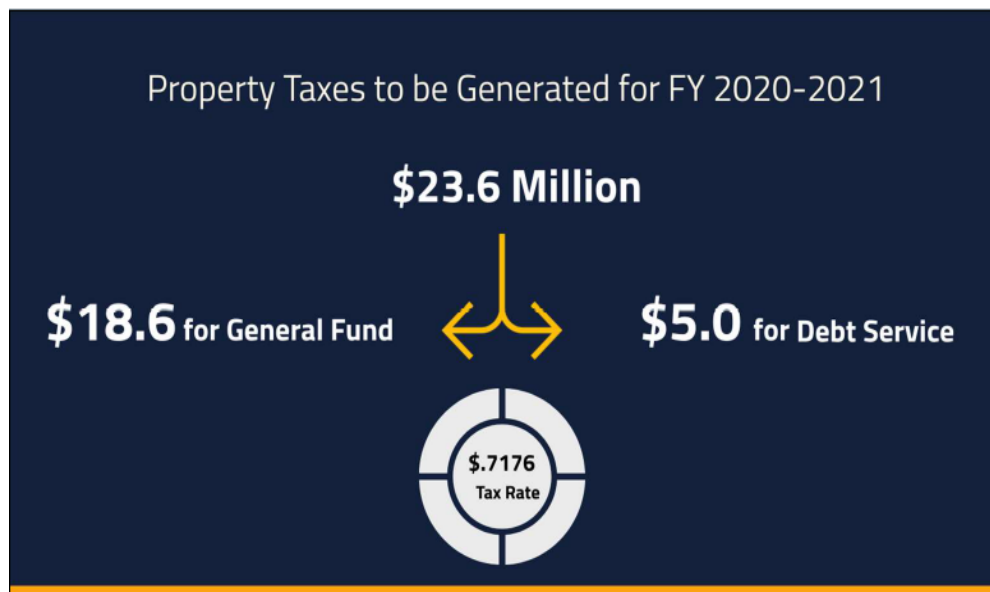 Property Taxes to be Generated for FY 2020-2021
$23.6 Million
$18.6 for General Fund
$5.0 for Debt Service
$.7176
Tax Rate